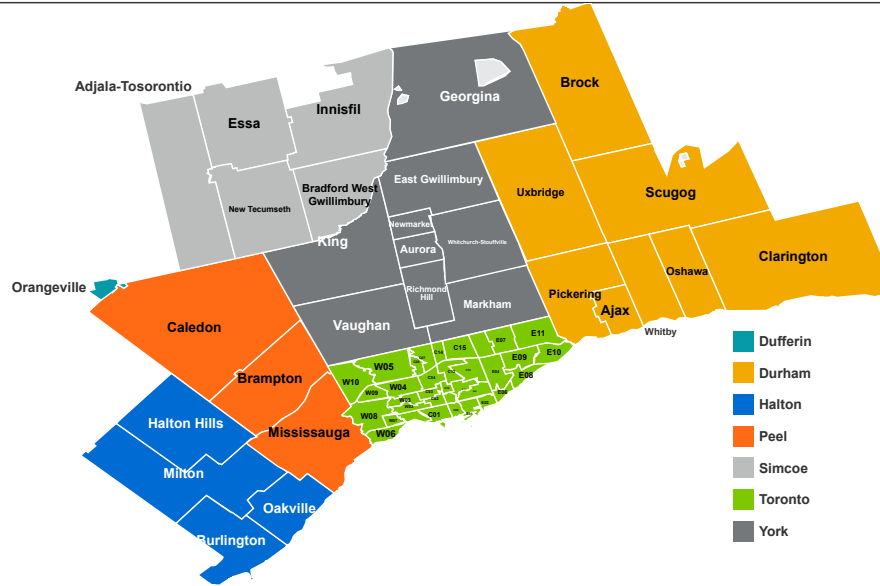 Brock
Adjala-Tosorontio
Georgina
Innisfil
Essa
East Gwillimbury
Bradford West
Gwillimbury
Uxbridge
Scugog
New Tecumseth
Newmarket
King
Whitchurch-Stouffville
Aurora
Clarington
Oshawa
Orangeville
Richmond
Hill
Pickering
Markham
Ajax
Vaughan
Caledon
Whitby
E11
C15
E07
C14
E09
E10
W05
W10
Brampton
E08
W04
W09
W08
C01
W06
Halton Hills
Mississauga
Milton
Oakville
Burlington
Dufferin
Durham
Halton
Peel
Simcoe
Toronto
York